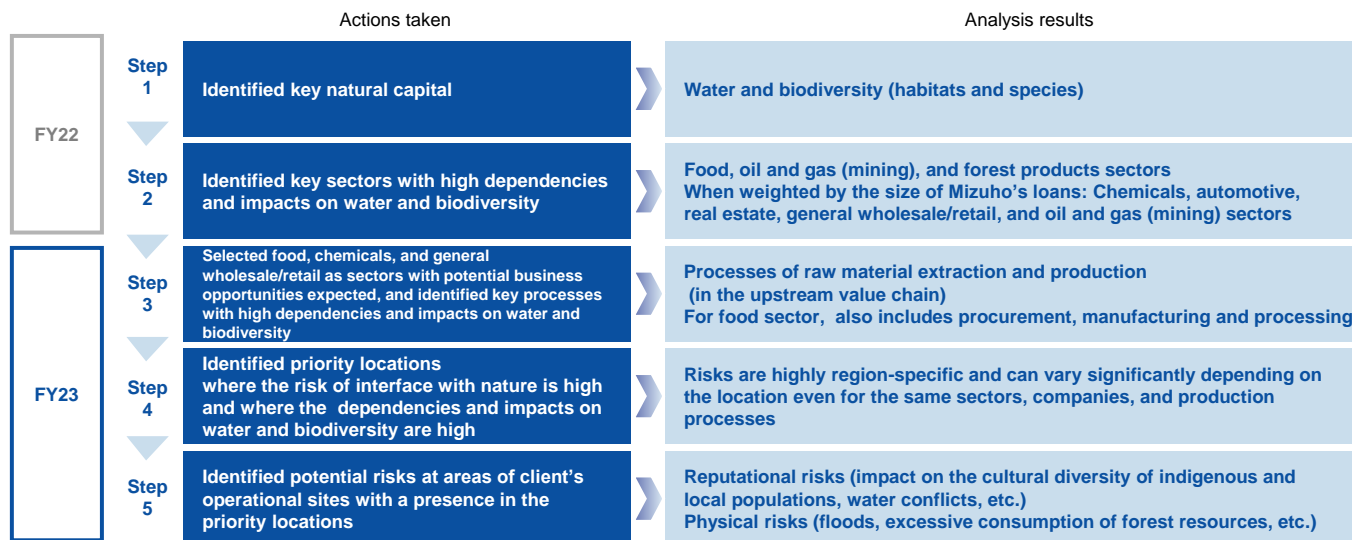 Actions taken
Analysis results
FY22
Step
1
Identified key natural capital
Water and biodiversity (habitats and species)
Step
2
Identified key sectors with high dependencies
and impacts on water and biodiversity
Food, oil and gas (mining), and forest products sectors
When weighted by the size of Mizuho's loans: Chemicals, automotive,
real estate, general wholesale/retail, and oil and gas (mining) sectors
FY23
Step
3
Selected food, chemicals, and general
wholesale/retail as sectors with potential business
opportunities expected, and identified key processes
with high dependencies and impacts on water and
biodiversity
Processes of raw material extraction and production
(in the upstream value chain)
For food sector, also includes procurement, manufacturing and processing
Step
4
Identified priority locations
where the risk of interface with nature is high
and where the dependencies and impacts on
water and biodiversity are high
Risks are highly region-specific and can vary significantly depending on
the location even for the same sectors, companies, and production
processes
Step
5
Identified potential risks at areas of client's
operational sites with a presence in the
priority locations
Reputational risks (impact on the cultural diversity of indigenous and
local populations, water conflicts, etc.)
Physical risks (floods, excessive consumption of forest resources, etc.)